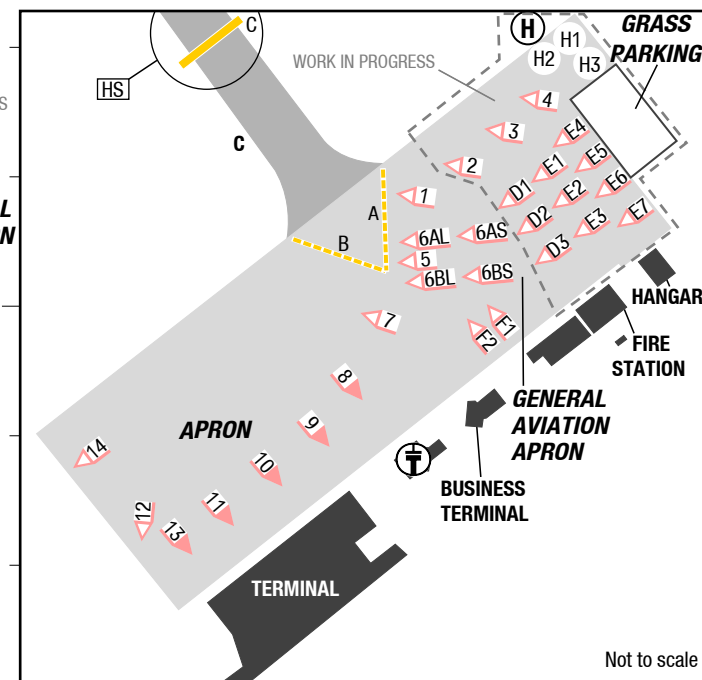 C
HS
C
S
L
N
WORK IN PROGRESS
H
H1
H2
H3
GRASS
PARKING
4
3
2
1
E4
E5
E1
E6
D1
E2
E7
D2
E3
D3
A
B
6AL
6AS
5
6BL
6BS
7
F1
F2
8
9
10
11
12
13
14
APRON
HANGAR
FIRE
STATION
GENERAL
AVIATION
APRON
BUSINESS
TERMINAL
T
TERMINAL
Not to scale